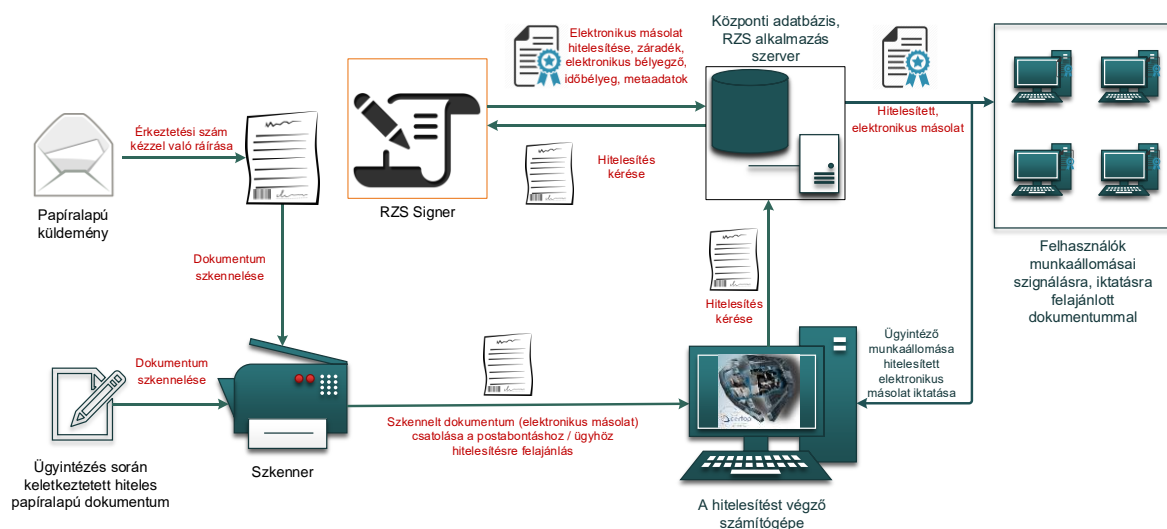 Elektronikus másolat
hitelesítése, záradék,
elektronikus bélyegző,
időbélyeg, metaadatok
Központi adatbázis,
RZS alkalmazás
szerver
Hitelesített,
elektronikus másolat
Érkeztetési szám
kézzel való ráírása
Hitelesítés
kérése
RZS Signer
Papíralapú
küldemény
Felhasználók
munkaállomásai
szignálásra, iktatásra
felajánlott
dokumentummal
Dokumentum
szkennelése
Hitelesítés
kérése
Ügyintéző
munkaállomása
hitelesített
elektronikus
másolat iktatása
Dokumentum
szkennelése
Szkennelt dokumentum (elektronikus másolat)
csatolása a postabontáshoz / ügyhöz
hitelesítésre felajánlás
Szkenner
Ügyintézés során
keletkeztetett hiteles
papíralapú dokumentum
A hitelesítést végző
számítógépe